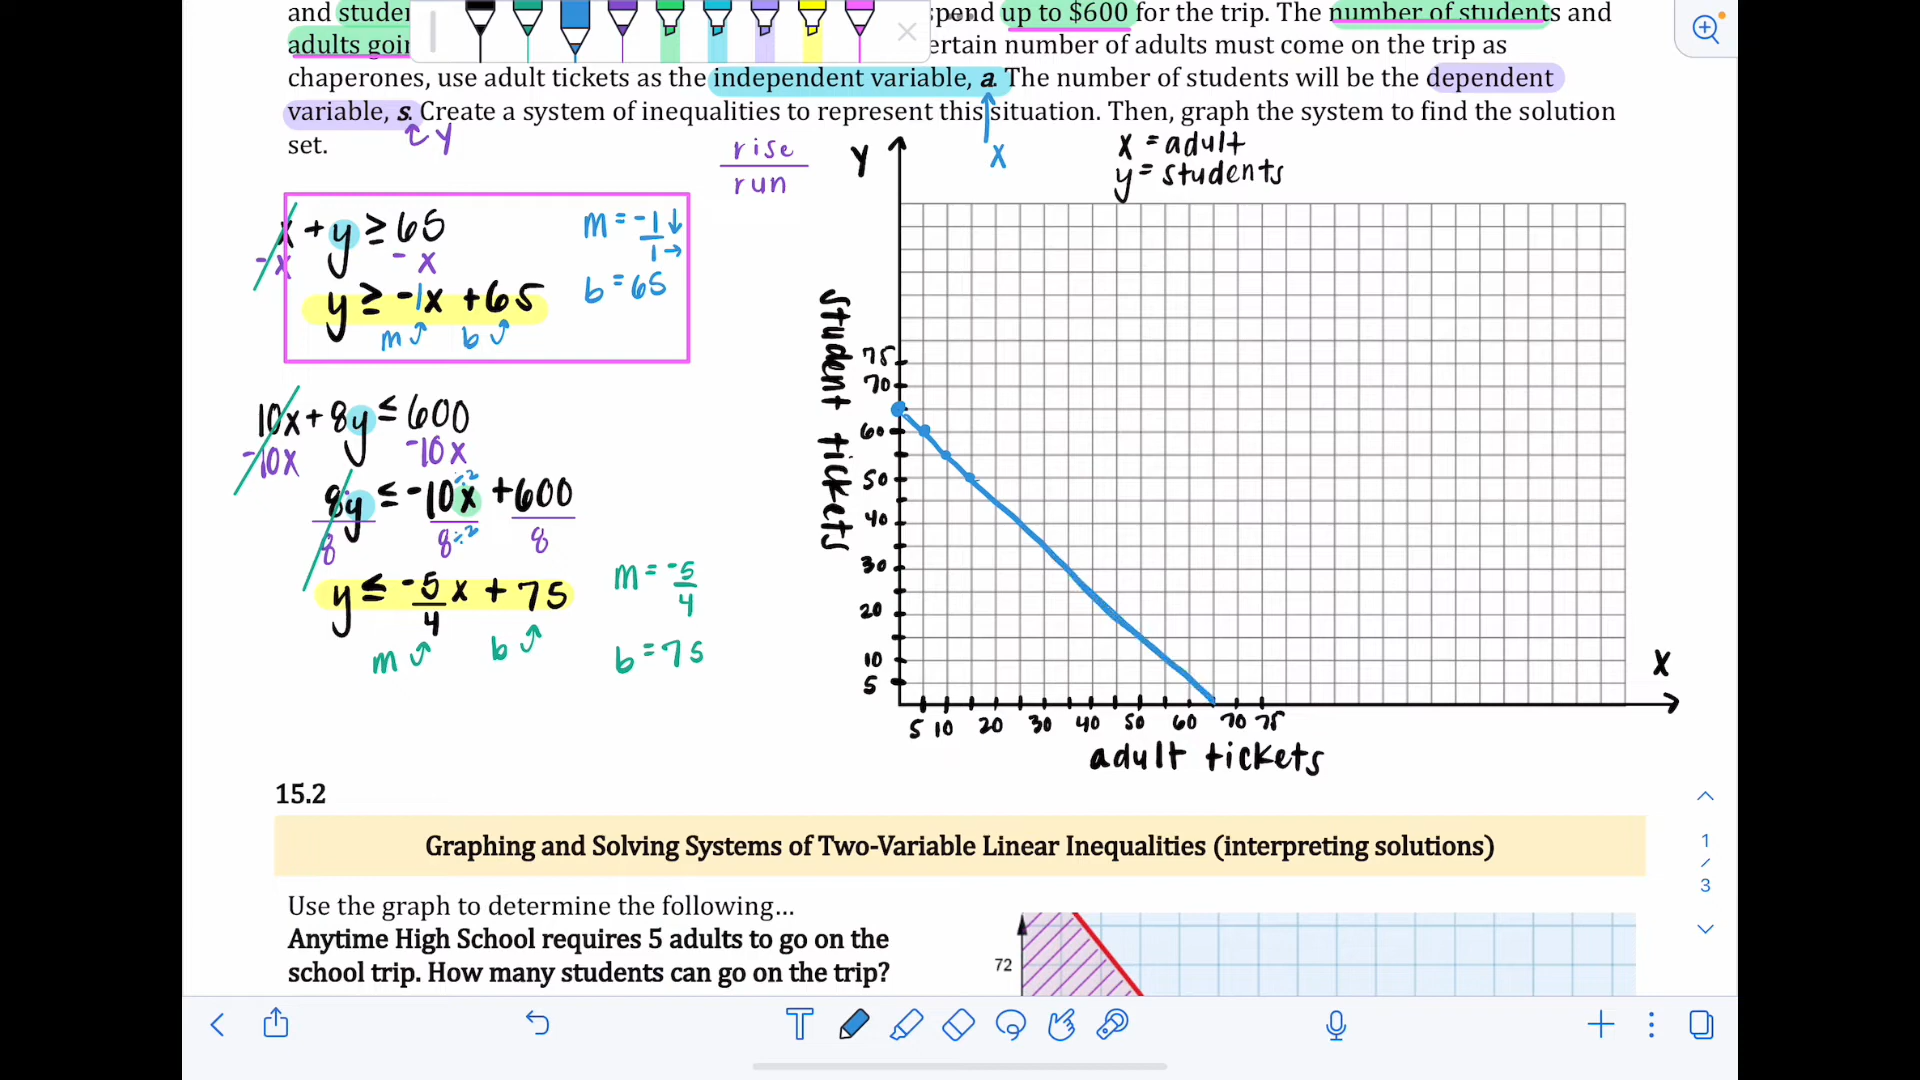 and studen
spend up to $600 for the trip. The number of students and
adults goin
ertain number of adults must come on the trip as
chaperones, use adult tickets as the independent variable, a. The number of students will be the dependent
variable, s. Create a system of inequalities to represent this situation. Then, graph the system to find the solution
set.
y
x
rise
run
x = adult
y = students
x + y ≥ 65
-x - x
y ≥ -1x + 65
m b
m = -1
1
b = 65
10x + 8y ≤ 600
-10x -10x
÷2
8y ≤ -10x + 600
8 8 ÷2 8
y ≤ -5/4 x + 75
m b
m = -5
4
b = 75
Y
student tickets
75
70
60
50
40
30
20
10
5
5 10 20 30 40 50 60 70 75
X
adult tickets
15.2
Graphing and Solving Systems of Two-Variable Linear Inequalities (interpreting solutions)
Use the graph to determine the following...
Anytime High School requires 5 adults to go on the
school trip. How many students can go on the trip?
72
1
/
3
T